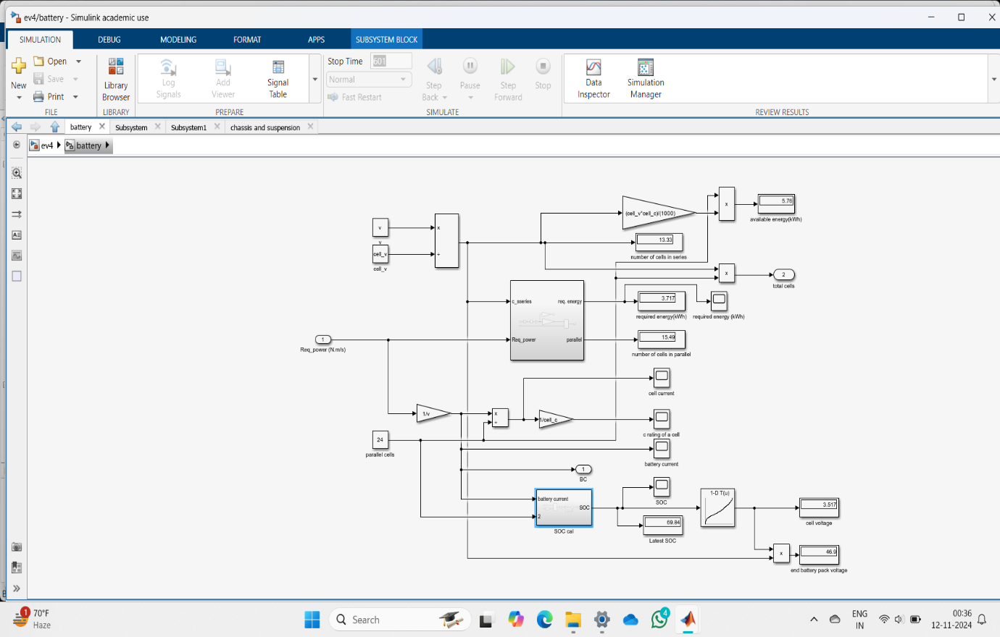 ev4/battery - Simulink academic use
SIMULATION DEBUG MODELING FORMAT APPS SUBSYSTEM BLOCK
New
Open
Save
Print
FILE
Library
Browser
LIBRARY
Log
Signals
Add
Viewer
Signal
Table
PREPARE
Stop Time 601
Normal
Fast Restart
Step
Back
Pause
Step
Forward
Stop
SIMULATE
Data
Inspector
Simulation
Manager
REVIEW RESULTS
battery Subsystem Subsystem1 chassis and suspension
ev4 battery
v
v
cell_v
cell_v
x
÷
(cell_v*cell_c)/(1000)
x
5.76
available energy(kWh)
13.33
number of cells in series
x
2
total cells
c_sseries
req. energy
Req_power
parallel
3.717
required energy(kWh)
required energy (kWh)
15.49
number of cells in parallel
1
Req_power (N.m/s)
cell current
1/v
x
÷
1/cell_c
c rating of a cell
24
parallel cells
battery current
1
BC
battery current
SOC
2
SOC cal
SOC
69.84
Latest SOC
1-D T(u)
3.517
cell voltage
x
46.9
end battery pack voltage
1
70°F
Haze
Search
4
ENG
IN
00:36
12-11-2024